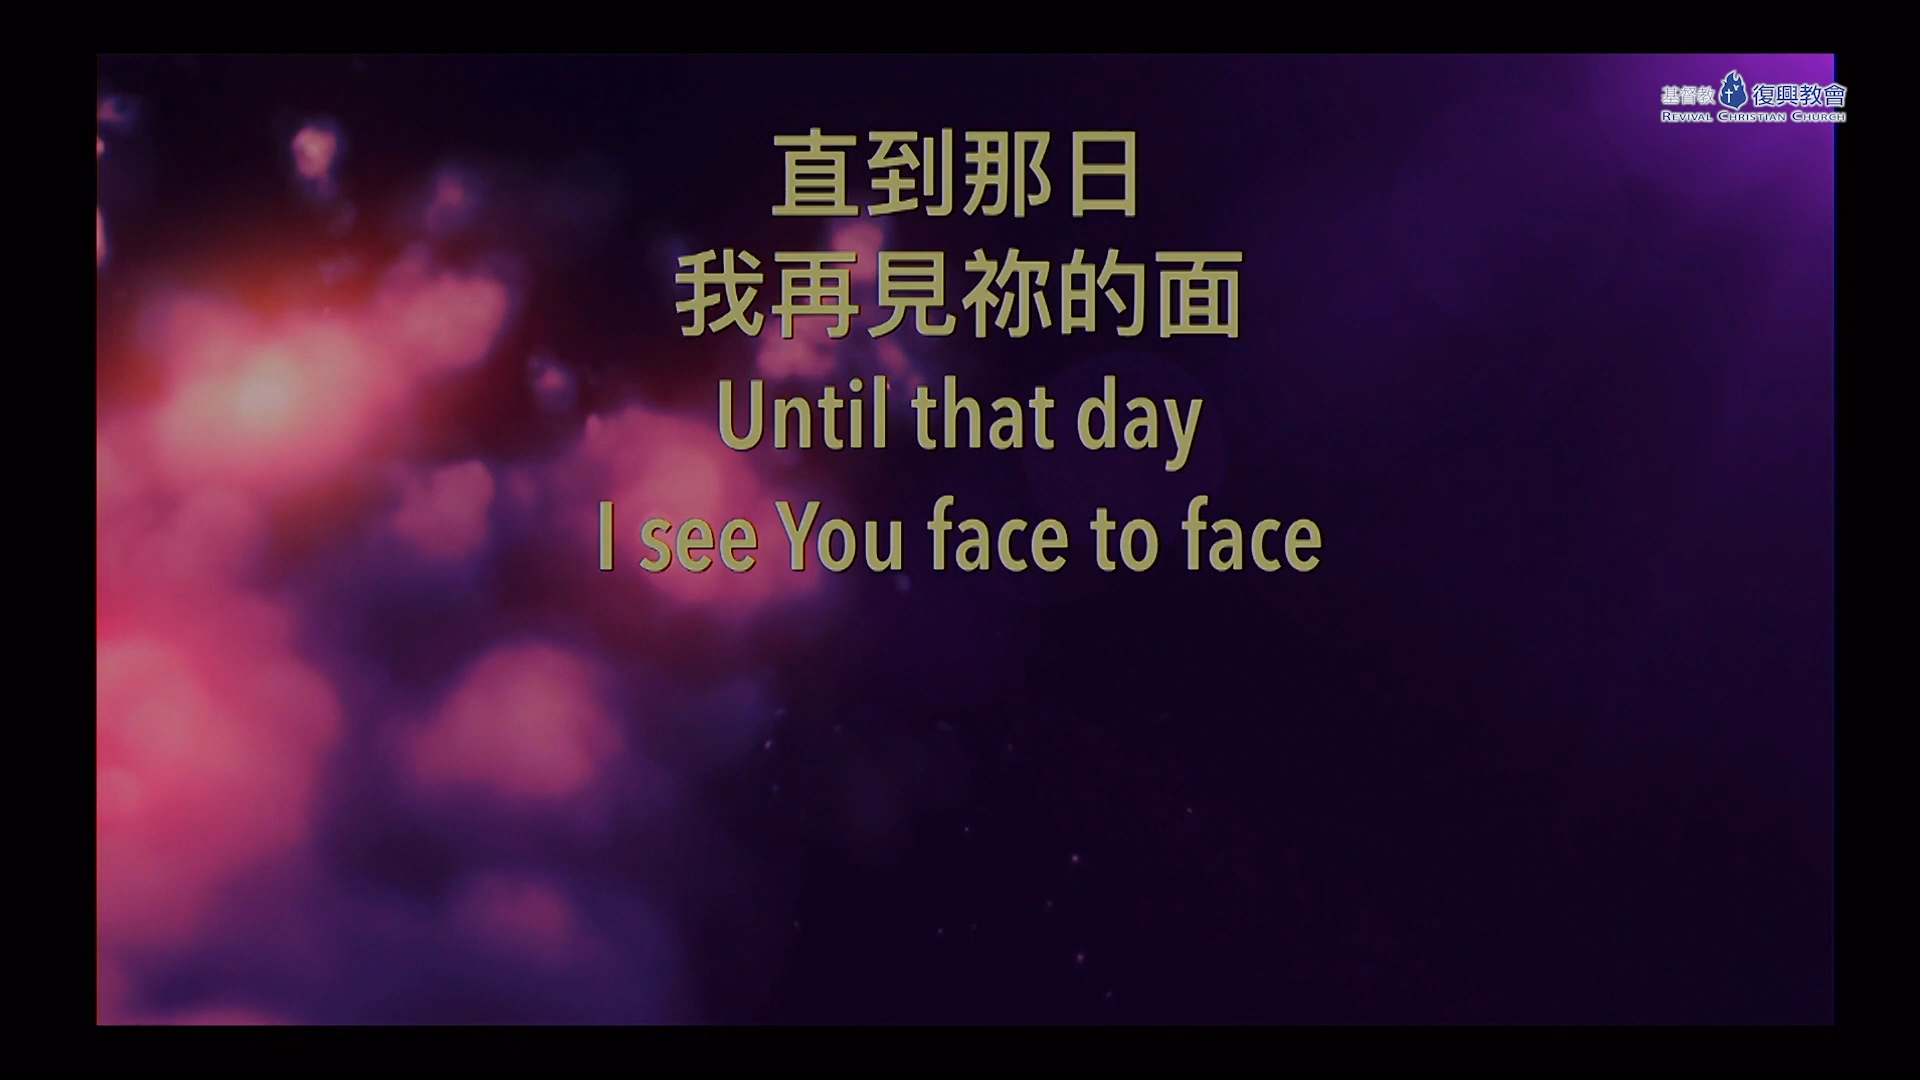 基督教 復興教會
REVIVAL CHRISTIAN CHURCH
直到那日
我再見祢的面
Until that day
I see You face to face